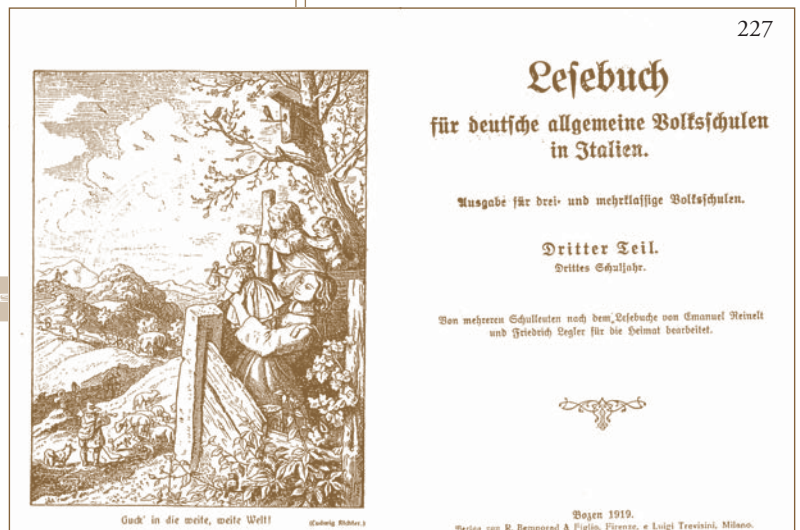 227
Lesebuch
für deutsche allgemeine Volksschulen
in Italien.
Ausgabe für drei- und mehrklassige Volksschulen.
Dritter Teil.
Drittes Schuljahr.
Von mehreren Schulleuten nach dem Lesebuche von Emanuel Reinelt
und Friedrich Legler für die Heimat bearbeitet.
Bozen 1919.
Verlag von R. Bemporad & Figlio, Firenze, e Luigi Trevisini, Milano.
Guck' in die weite, weite Welt!
(Ludwig Richter.)